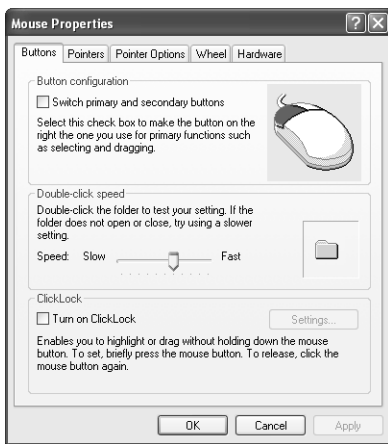 Mouse Properties
Buttons Pointers Pointer Options Wheel Hardware
Button configuration
Switch primary and secondary buttons
Select this check box to make the button on the
right the one you use for primary functions such
as selecting and dragging.
Double-click speed
Double-click the folder to test your setting. If the
folder does not open or close, try using a slower
setting.
Speed: Slow Fast
ClickLock
Turn on ClickLock
Settings...
Enables you to highlight or drag without holding down the mouse
button. To set, briefly press the mouse button. To release, click the
mouse button again.
OK Cancel Apply